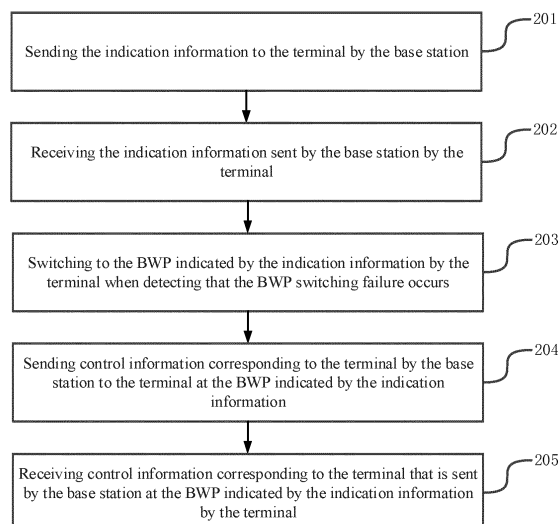 201
Sending the indication information to the terminal by the base station
202
Receiving the indication information sent by the base station by the
terminal
203
Switching to the BWP indicated by the indication information by the
terminal when detecting that the BWP switching failure occurs
204
Sending control information corresponding to the terminal by the base
station to the terminal at the BWP indicated by the indication
information
205
Receiving control information corresponding to the terminal that is sent
by the base station at the BWP indicated by the indication information
by the terminal